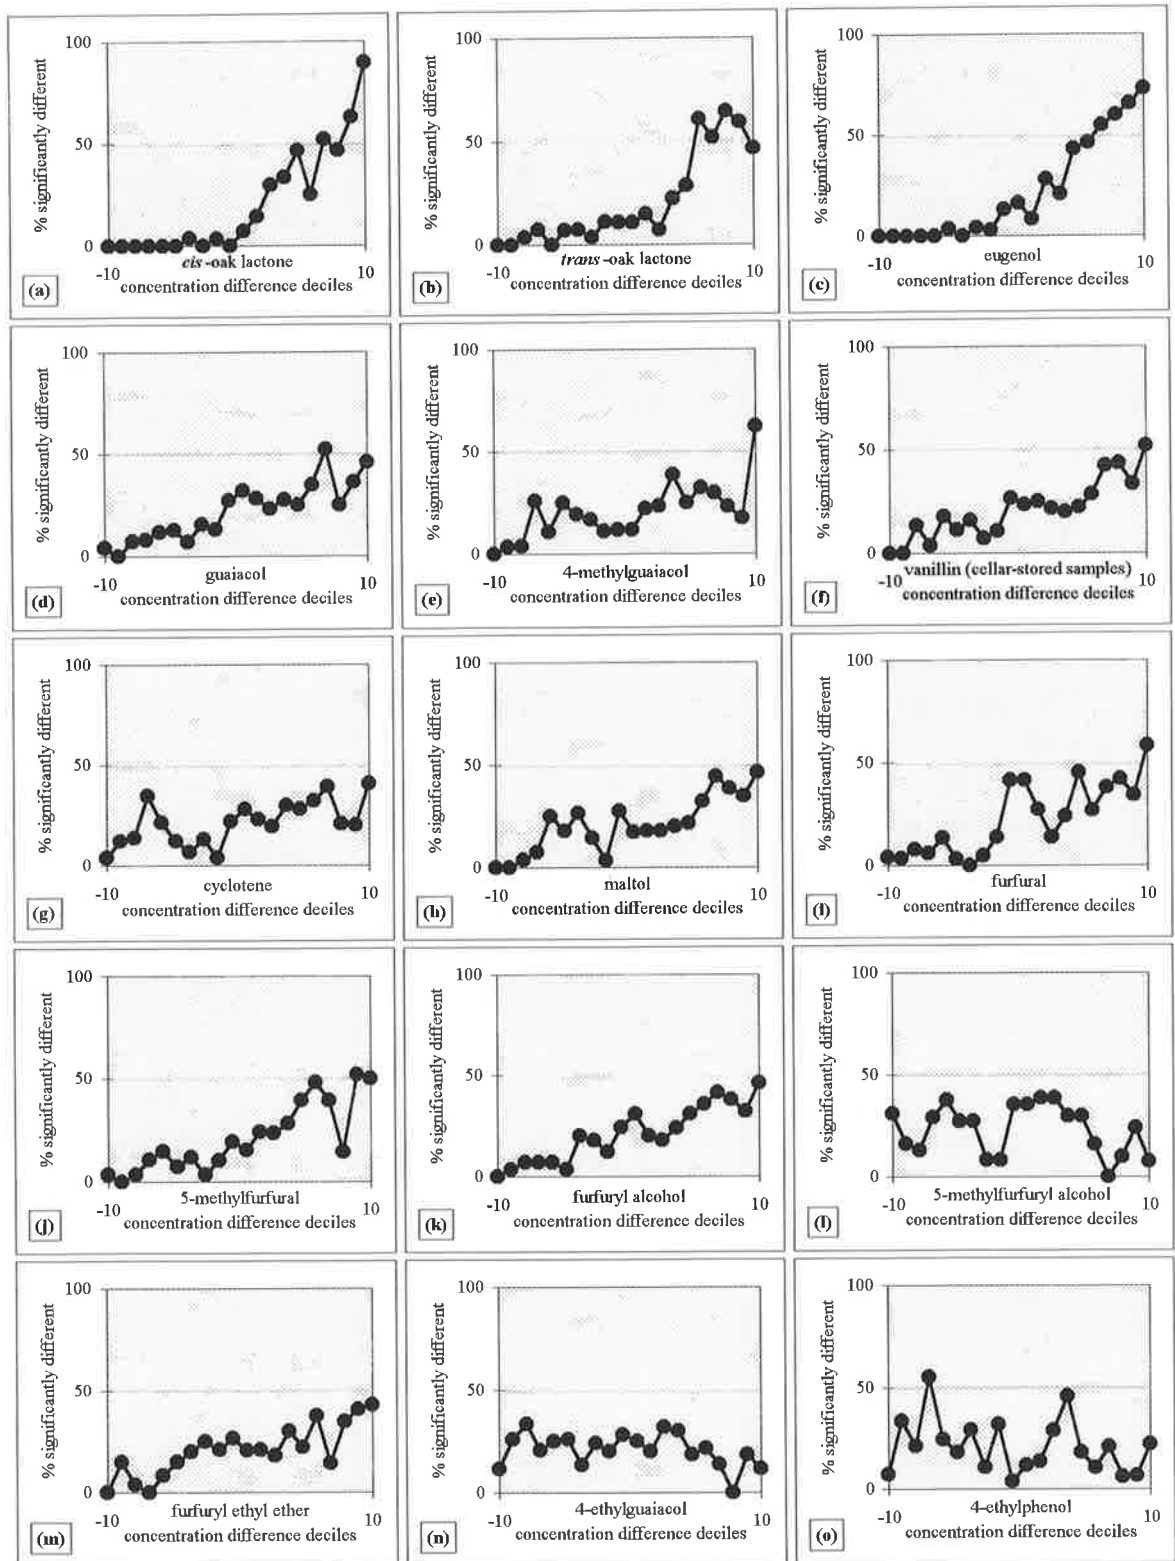 100
% significantly different
50
0
cis-oak lactone
-10
10
concentration difference deciles
(a)
100
% significantly different
50
0
trans-oak lactone
-10
10
concentration difference deciles
(b)
100
% significantly different
50
0
eugenol
-10
10
concentration difference deciles
(c)
100
% significantly different
50
0
guaiacol
-10
10
concentration difference deciles
(d)
100
% significantly different
50
0
4-methylguaiacol
-10
10
concentration difference deciles
(e)
100
% significantly different
50
0
vanillin (cellar-stored samples)
-10
10
concentration difference deciles
(f)
100
% significantly different
50
0
cyclotene
-10
10
concentration difference deciles
(g)
100
% significantly different
50
0
maltol
-10
10
concentration difference deciles
(h)
100
% significantly different
50
0
furfural
-10
10
concentration difference deciles
(i)
100
% significantly different
50
0
5-methylfurfural
-10
10
concentration difference deciles
(j)
100
% significantly different
50
0
furfuryl alcohol
-10
10
concentration difference deciles
(k)
100
% significantly different
50
0
5-methylfurfuryl alcohol
-10
10
concentration difference deciles
(l)
100
% significantly different
50
0
furfuryl ethyl ether
-10
10
concentration difference deciles
(m)
100
% significantly different
50
0
4-ethylguaiacol
-10
10
concentration difference deciles
(n)
100
% significantly different
50
0
4-ethylphenol
-10
10
concentration difference deciles
(o)